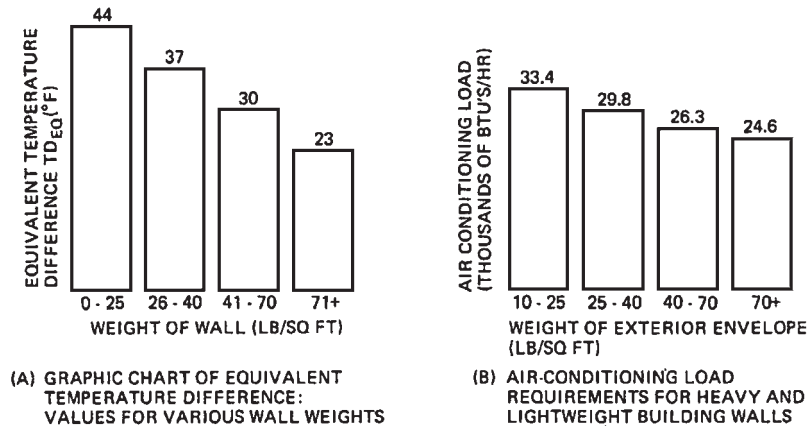 EQUIVALENT TEMPERATURE
DIFFERENCE TD_EQ (°F)
44
37
30
23
0 - 25 26 - 40 41 - 70 71+
WEIGHT OF WALL (LB/SQ FT)
(A) GRAPHIC CHART OF EQUIVALENT
TEMPERATURE DIFFERENCE:
VALUES FOR VARIOUS WALL WEIGHTS
AIR CONDITIONING LOAD
(THOUSANDS OF BTU'S/HR)
33.4
29.8
26.3
24.6
10 - 25 25 - 40 40 - 70 70+
WEIGHT OF EXTERIOR ENVELOPE
(LB/SQ FT)
(B) AIR-CONDITIONING LOAD
REQUIREMENTS FOR HEAVY AND
LIGHTWEIGHT BUILDING WALLS